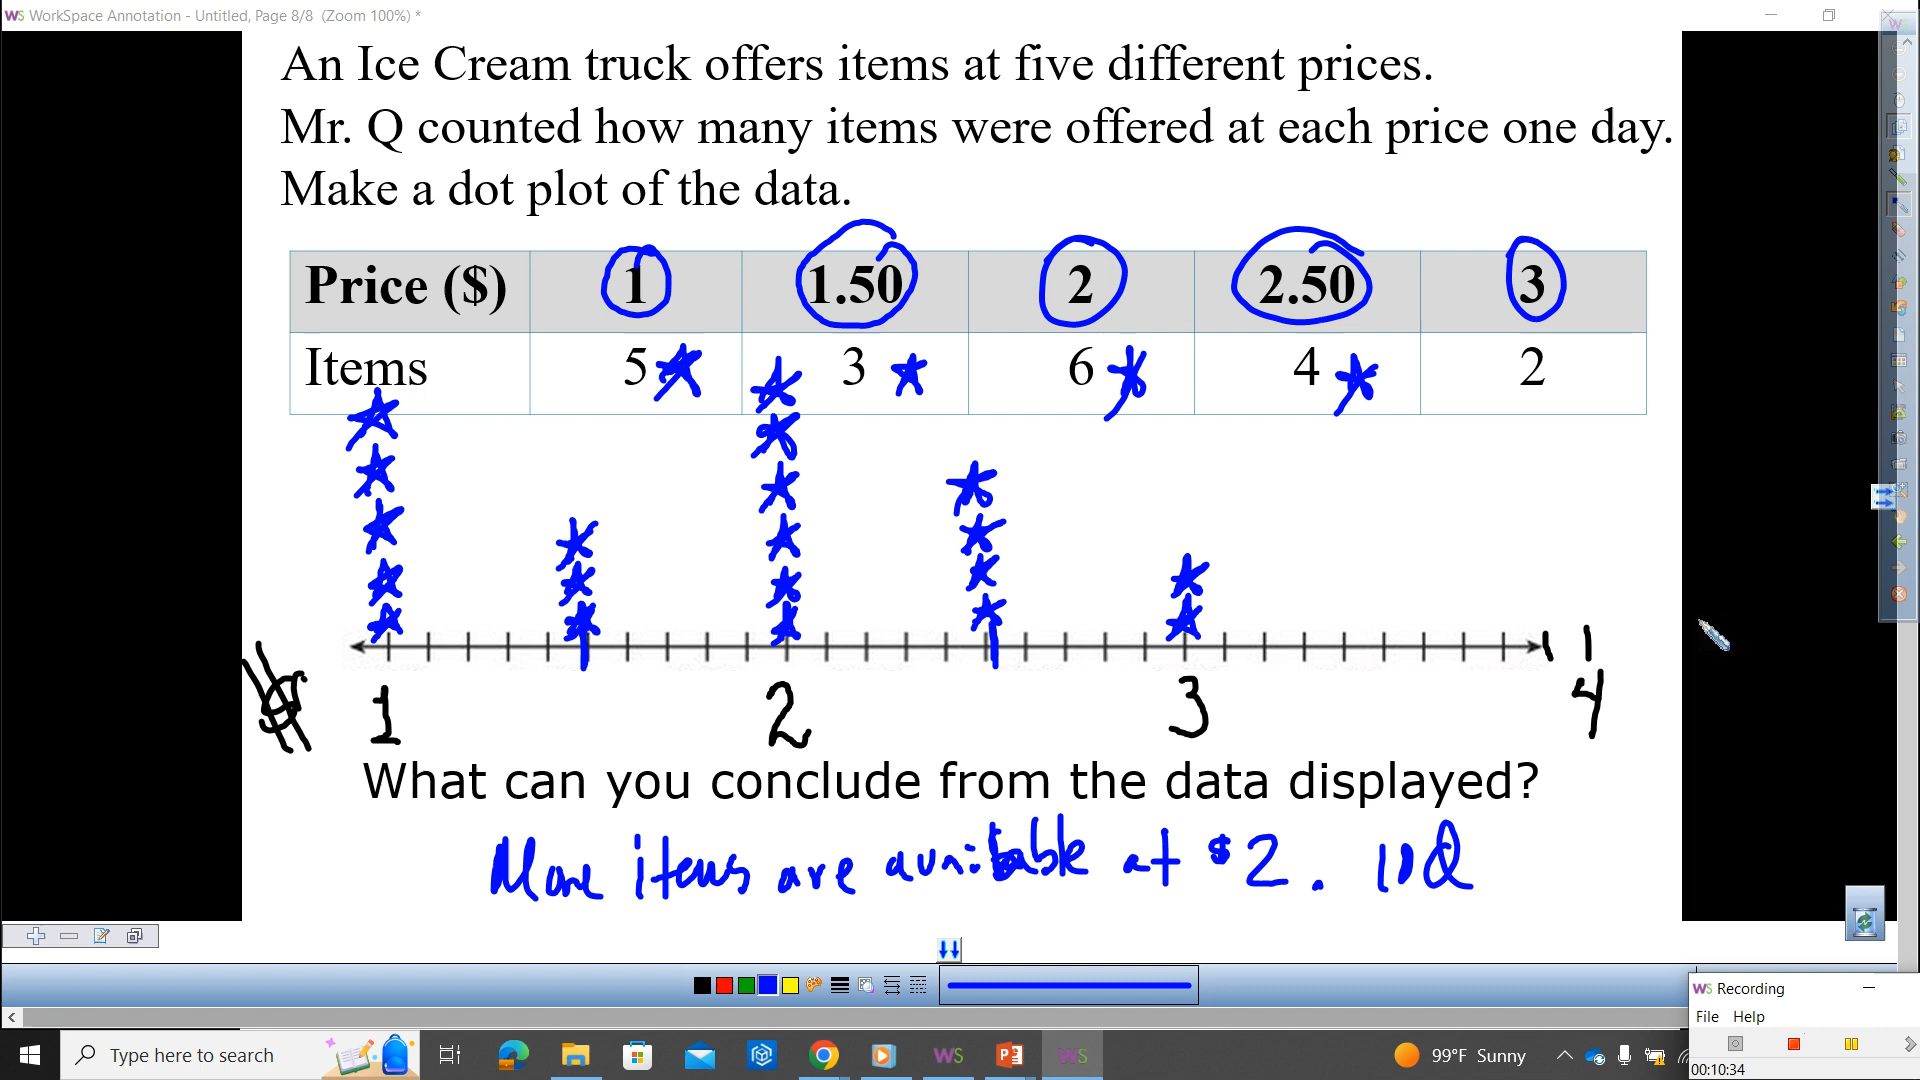 WS WorkSpace Annotation - Untitled, Page 8/8 (Zoom 100%) *
An Ice Cream truck offers items at five different prices.
Mr. Q counted how many items were offered at each price one day.
Make a dot plot of the data.
Price ($) 1 1.50 2 2.50 3
Items 5 3 6 4 2
$ 1 2 3 4
What can you conclude from the data displayed?
More items are available at $2.
WS Recording
File Help
Type here to search
WS
WS
99°F Sunny
00:10:34